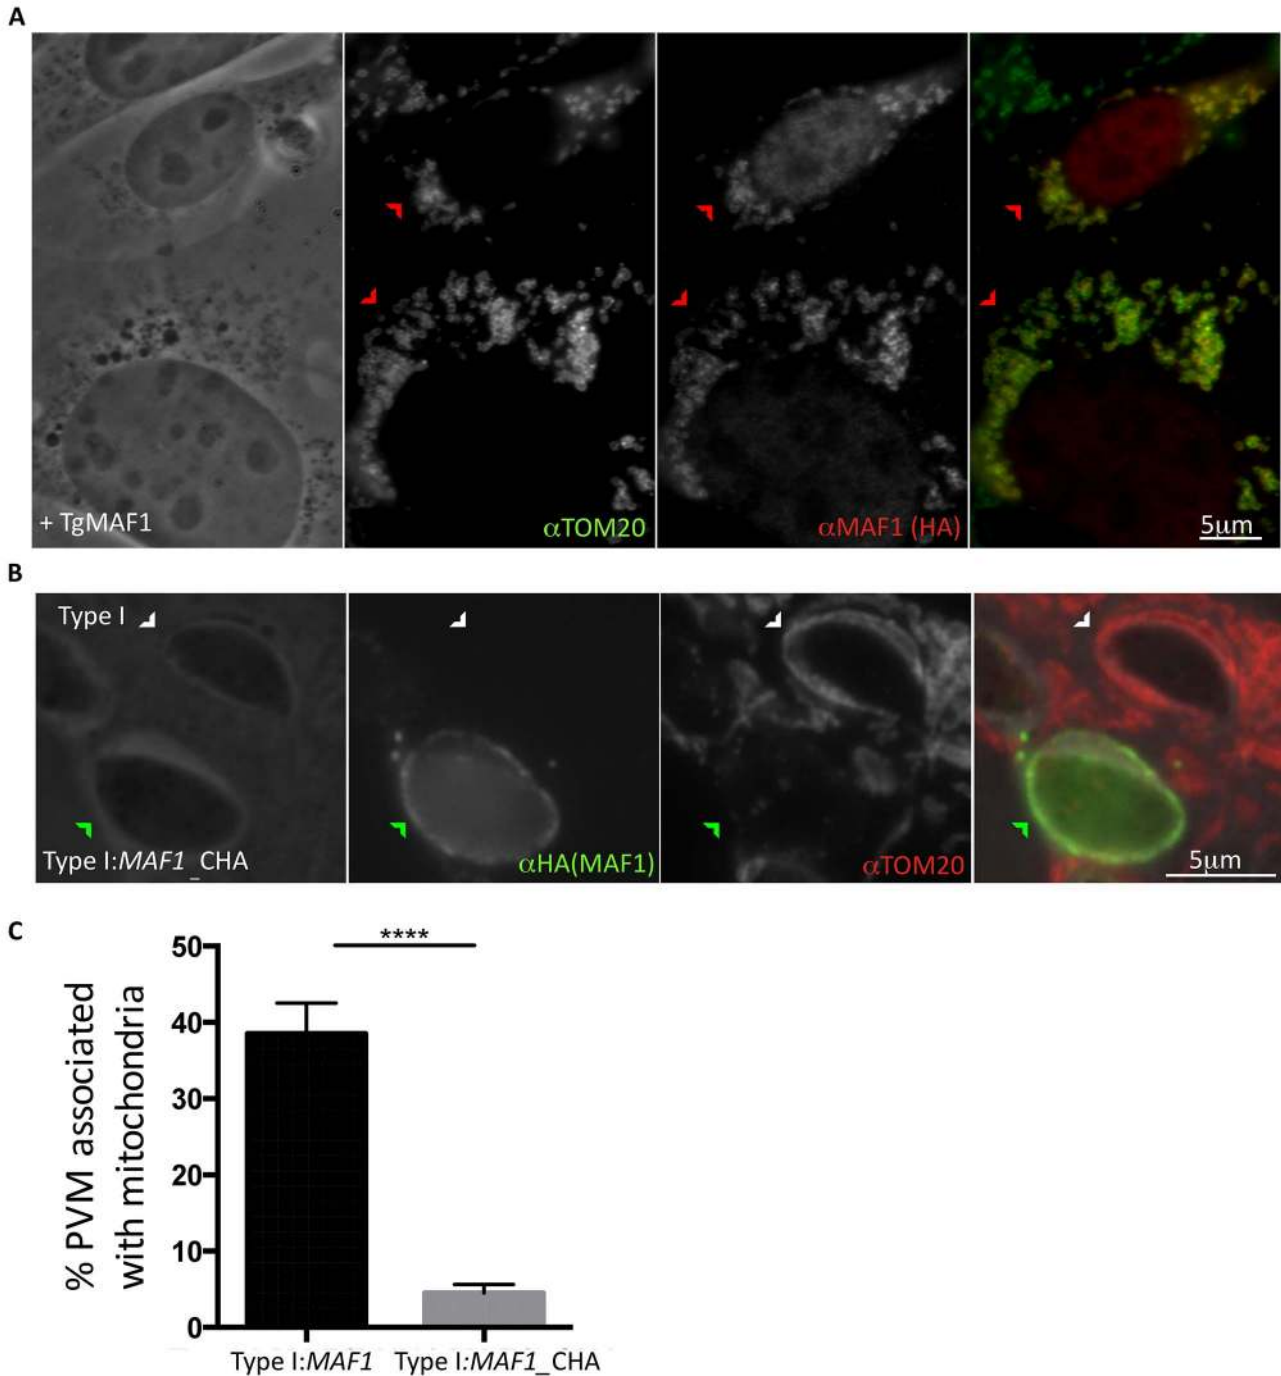 A
+ TgMAF1
αTOM20
αMAF1 (HA)
5μm
B
Type I
Type I:MAF1_CHA
αHA(MAF1)
αTOM20
5μm
C
****
% PVM associated
with mitochondria
50
40
30
20
10
0
Type I:MAF1
Type I:MAF1_CHA